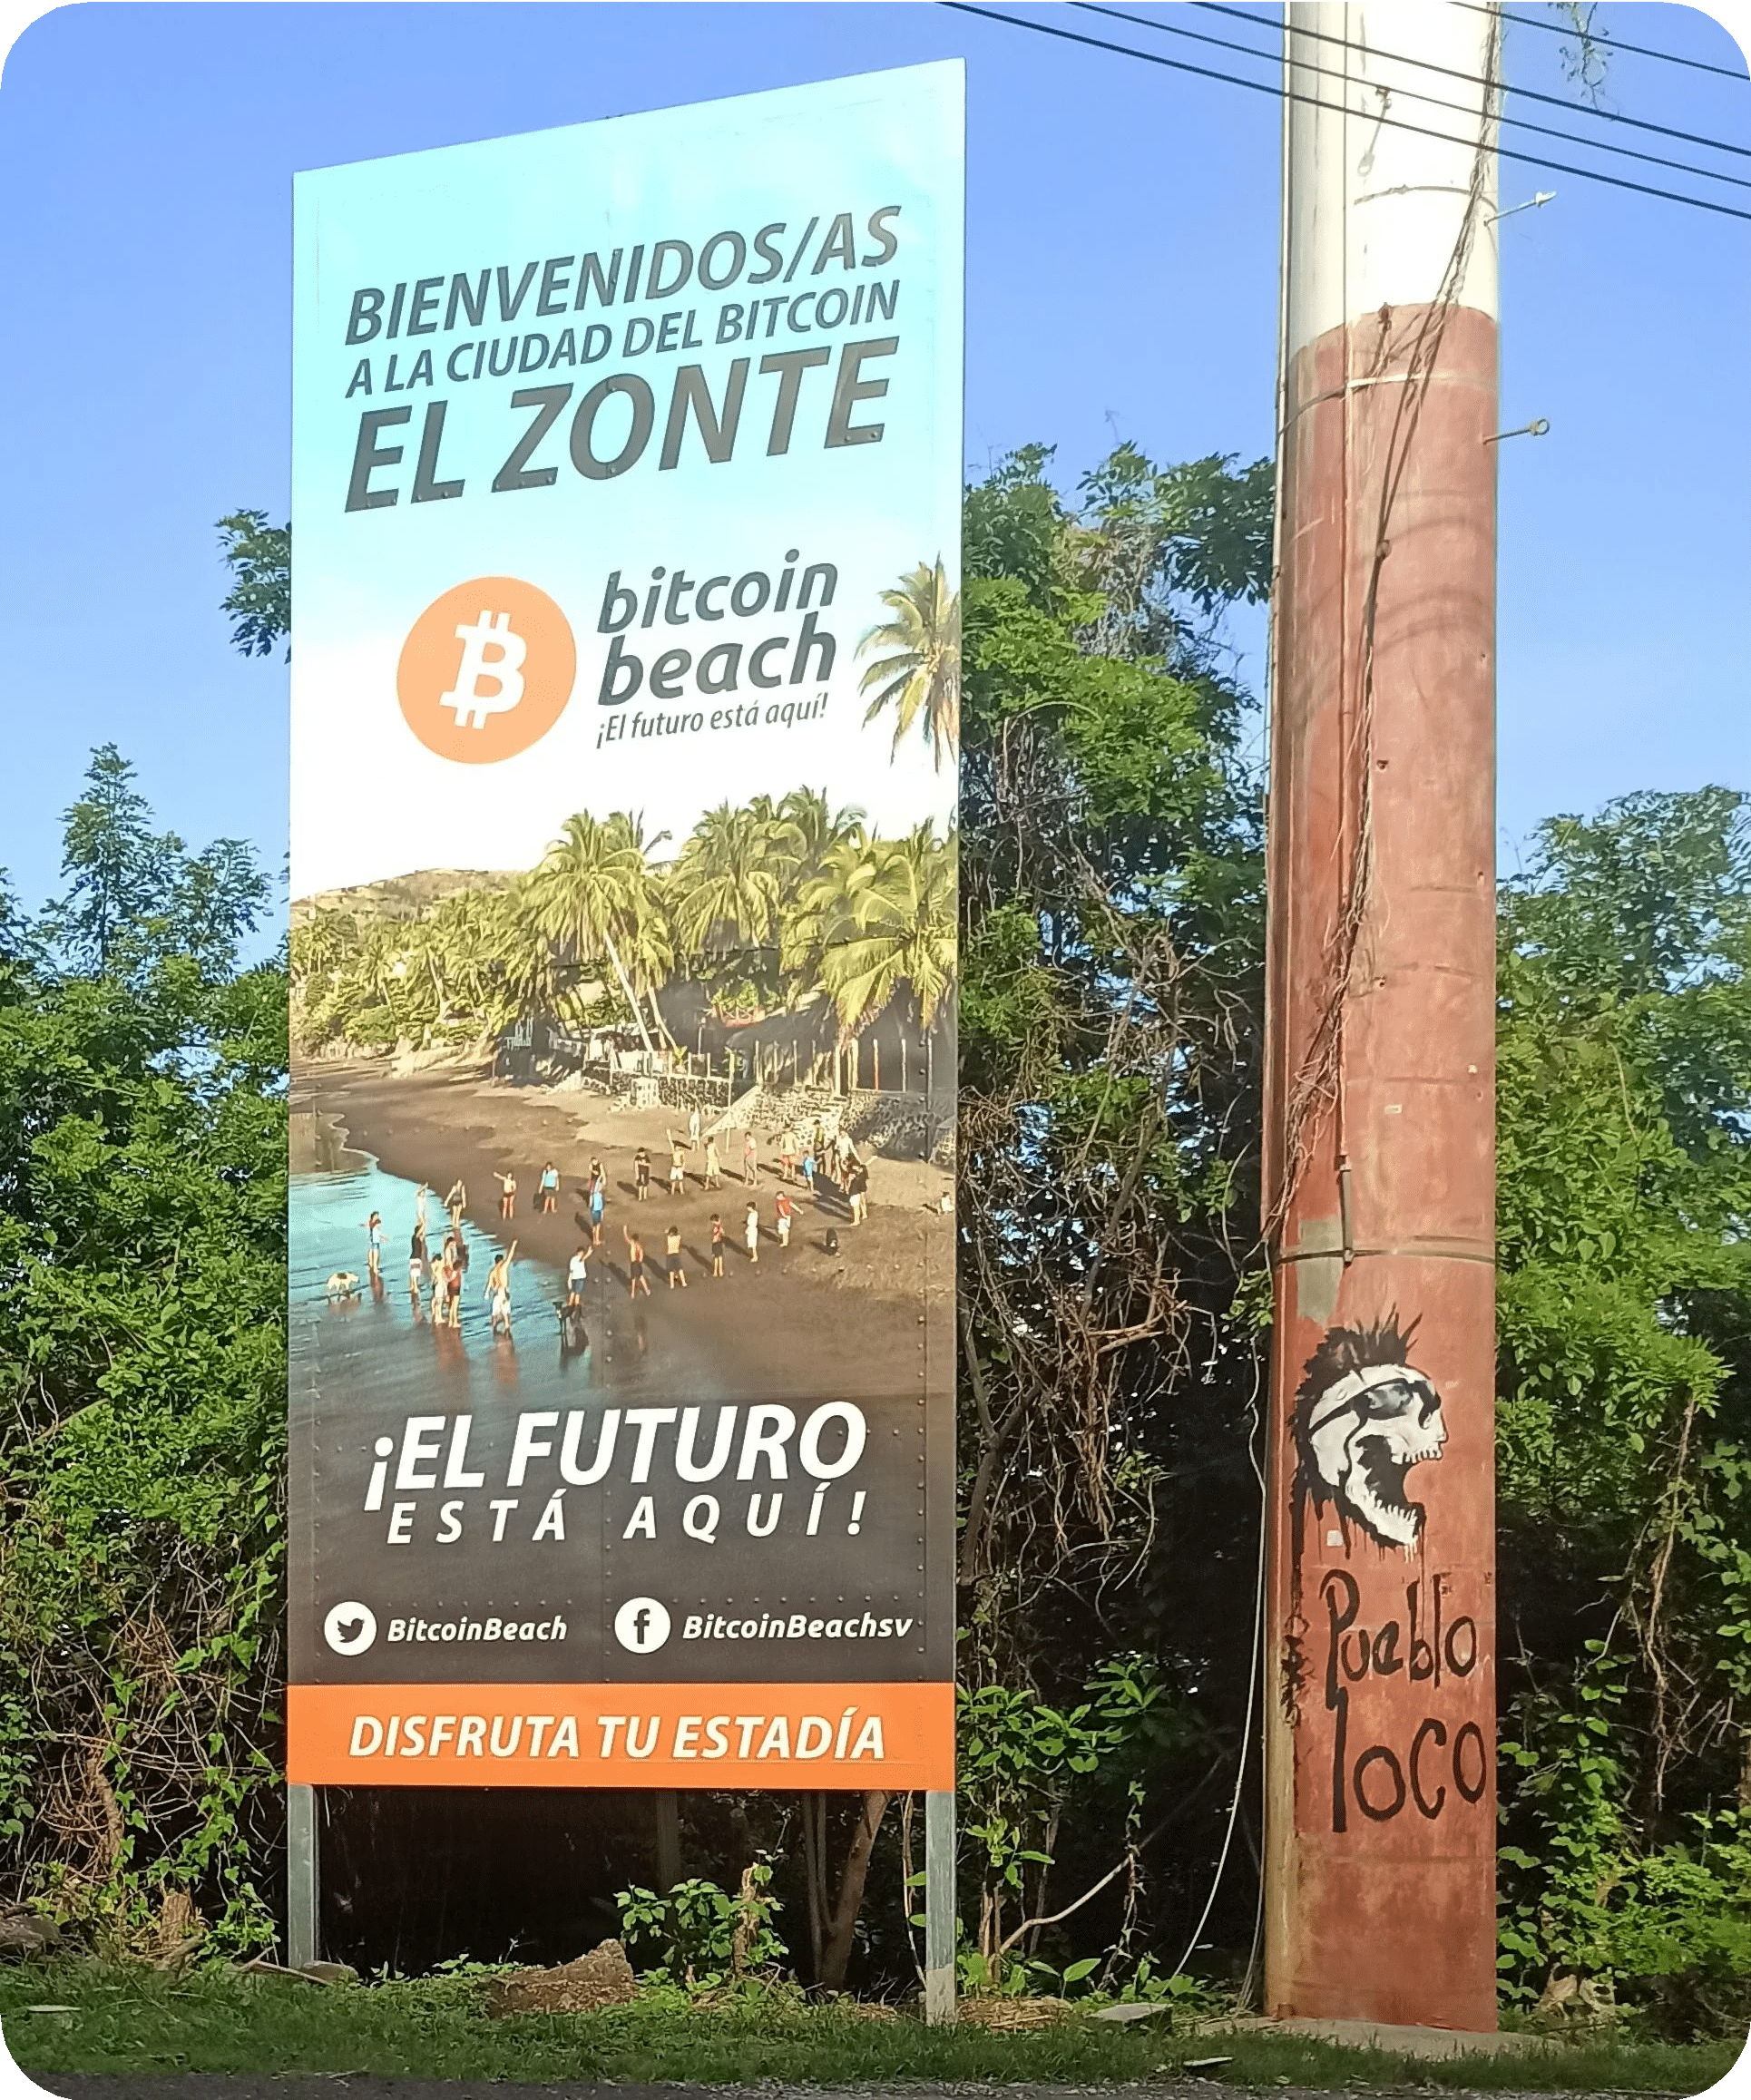 BIENVENIDOS/AS
A LA CIUDAD DEL BITCOIN
EL ZONTE
bitcoin
beach
¡El futuro está aquí!
¡EL FUTURO
ESTÁ AQUÍ!
BitcoinBeach
BitcoinBeachsv
DISFRUTA TU ESTADÍA
Pueblo
loco